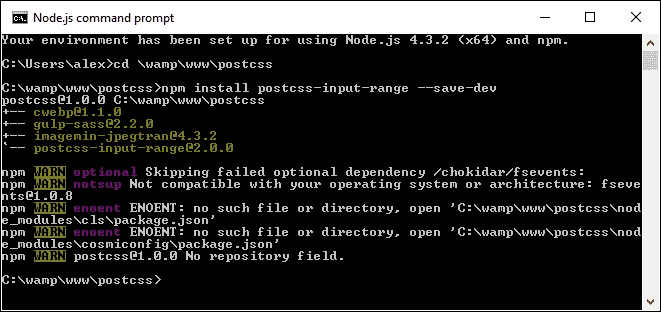 Node.js command prompt
Your environment has been set up for using Node.js 4.3.2 (x64) and npm.
C:\Users\alex>cd \wamp\www\postcss
C:\wamp\www\postcss>npm install postcss-input-range --save-dev
postcss@1.0.0 C:\wamp\www\postcss
+-- cwebp@1.1.0
+-- gulp-sass@2.2.0
+-- imagemin-jpegtran@4.3.2
`-- postcss-input-range@2.0.0
npm WARN optional Skipping failed optional dependency /chokidar/fsevents:
npm WARN notsup Not compatible with your operating system or architecture: fseve
nts@1.0.8
npm WARN enoent ENOENT: no such file or directory, open 'C:\wamp\www\postcss\nod
e_modules\cls\package.json'
npm WARN enoent ENOENT: no such file or directory, open 'C:\wamp\www\postcss\nod
e_modules\cosmiconfig\package.json'
npm WARN postcss@1.0.0 No repository field.
C:\wamp\www\postcss>